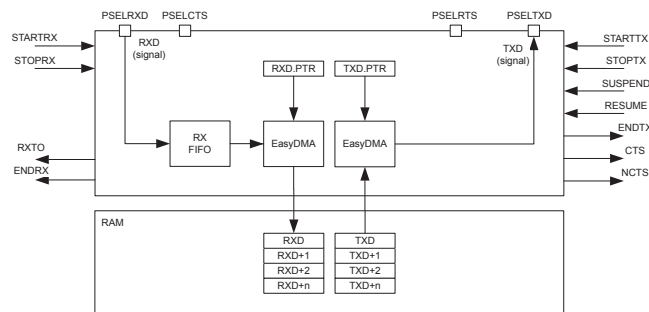 PSELRXD
PSELCTS
PSELRTS
PSELTXD
STARTRX
STOPRX
RXD
(signal)
TXD
(signal)
STARTTX
STOPTX
SUSPEND
RESUME
RXD.PTR
TXD.PTR
RX
FIFO
EasyDMA
EasyDMA
ENDTX
CTS
NCTS
RXTO
ENDRX
RAM
RXD
RXD+1
RXD+2
RXD+n
TXD
TXD+1
TXD+2
TXD+n